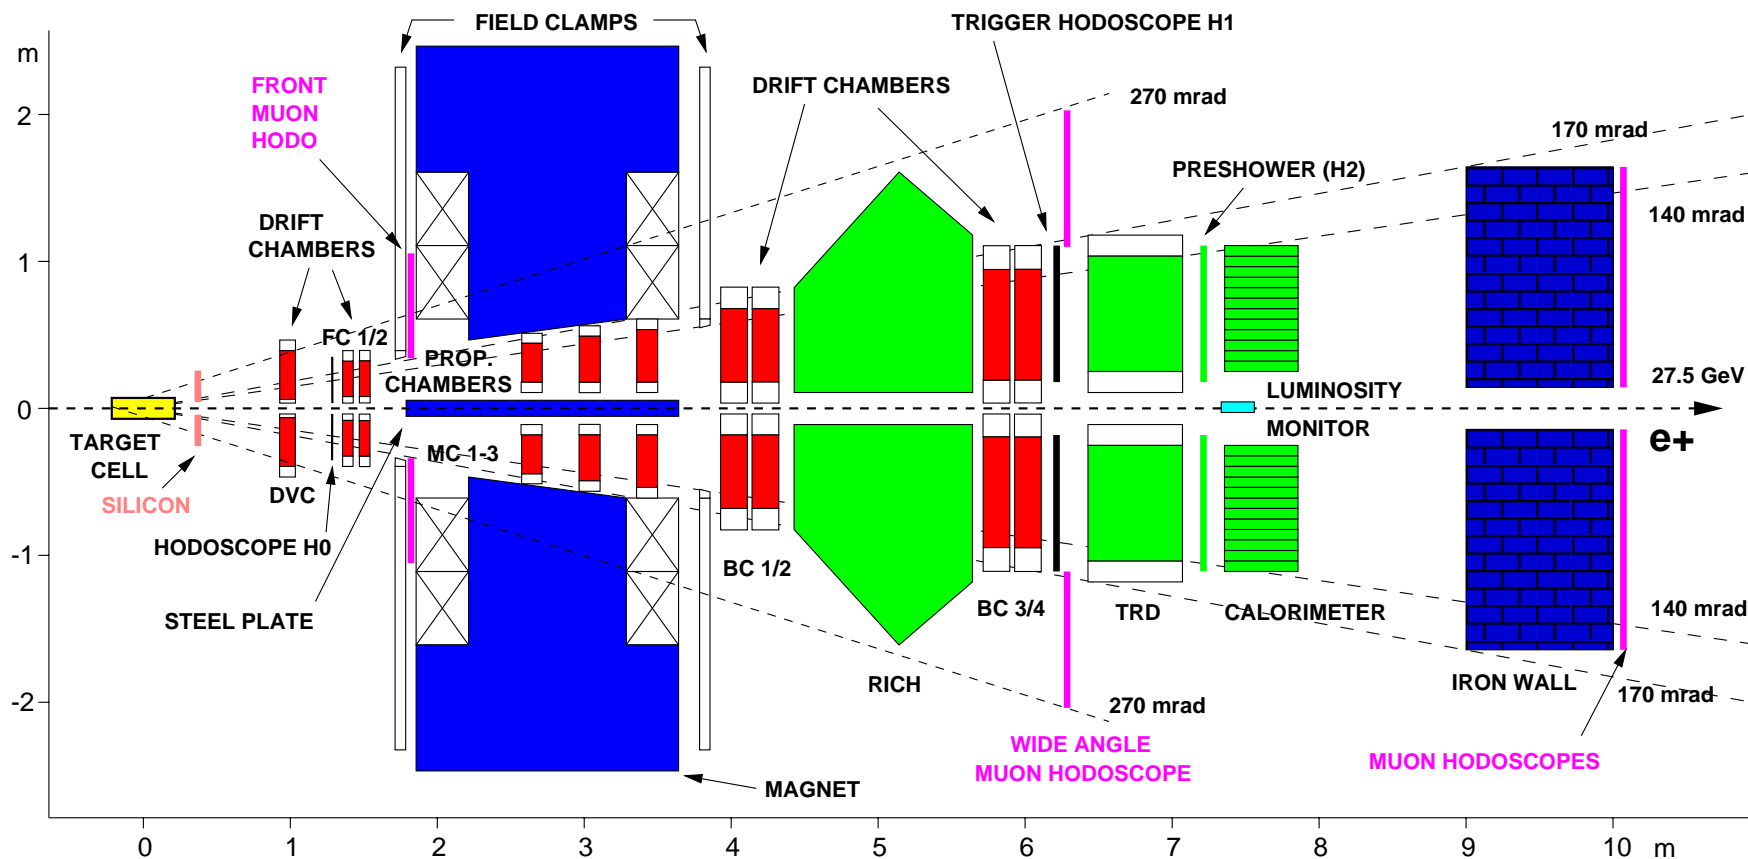 FIELD CLAMPS
TRIGGER HODOSCOPE H1
m
FRONT
MUON
HODO
DRIFT CHAMBERS
270 mrad
2
170 mrad
PRESHOWER (H2)
DRIFT
CHAMBERS
140 mrad
1
FC 1/2
PROP.
CHAMBERS
27.5 GeV
LUMINOSITY
MONITOR
0
e+
TARGET
CELL
MC 1-3
SILICON
DVC
HODOSCOPE H0
-1
BC 1/2
STEEL PLATE
BC 3/4
TRD
CALORIMETER
140 mrad
RICH
IRON WALL
170 mrad
-2
270 mrad
WIDE ANGLE
MUON HODOSCOPE
MUON HODOSCOPES
MAGNET
0 1 2 3 4 5 6 7 8 9 10 m